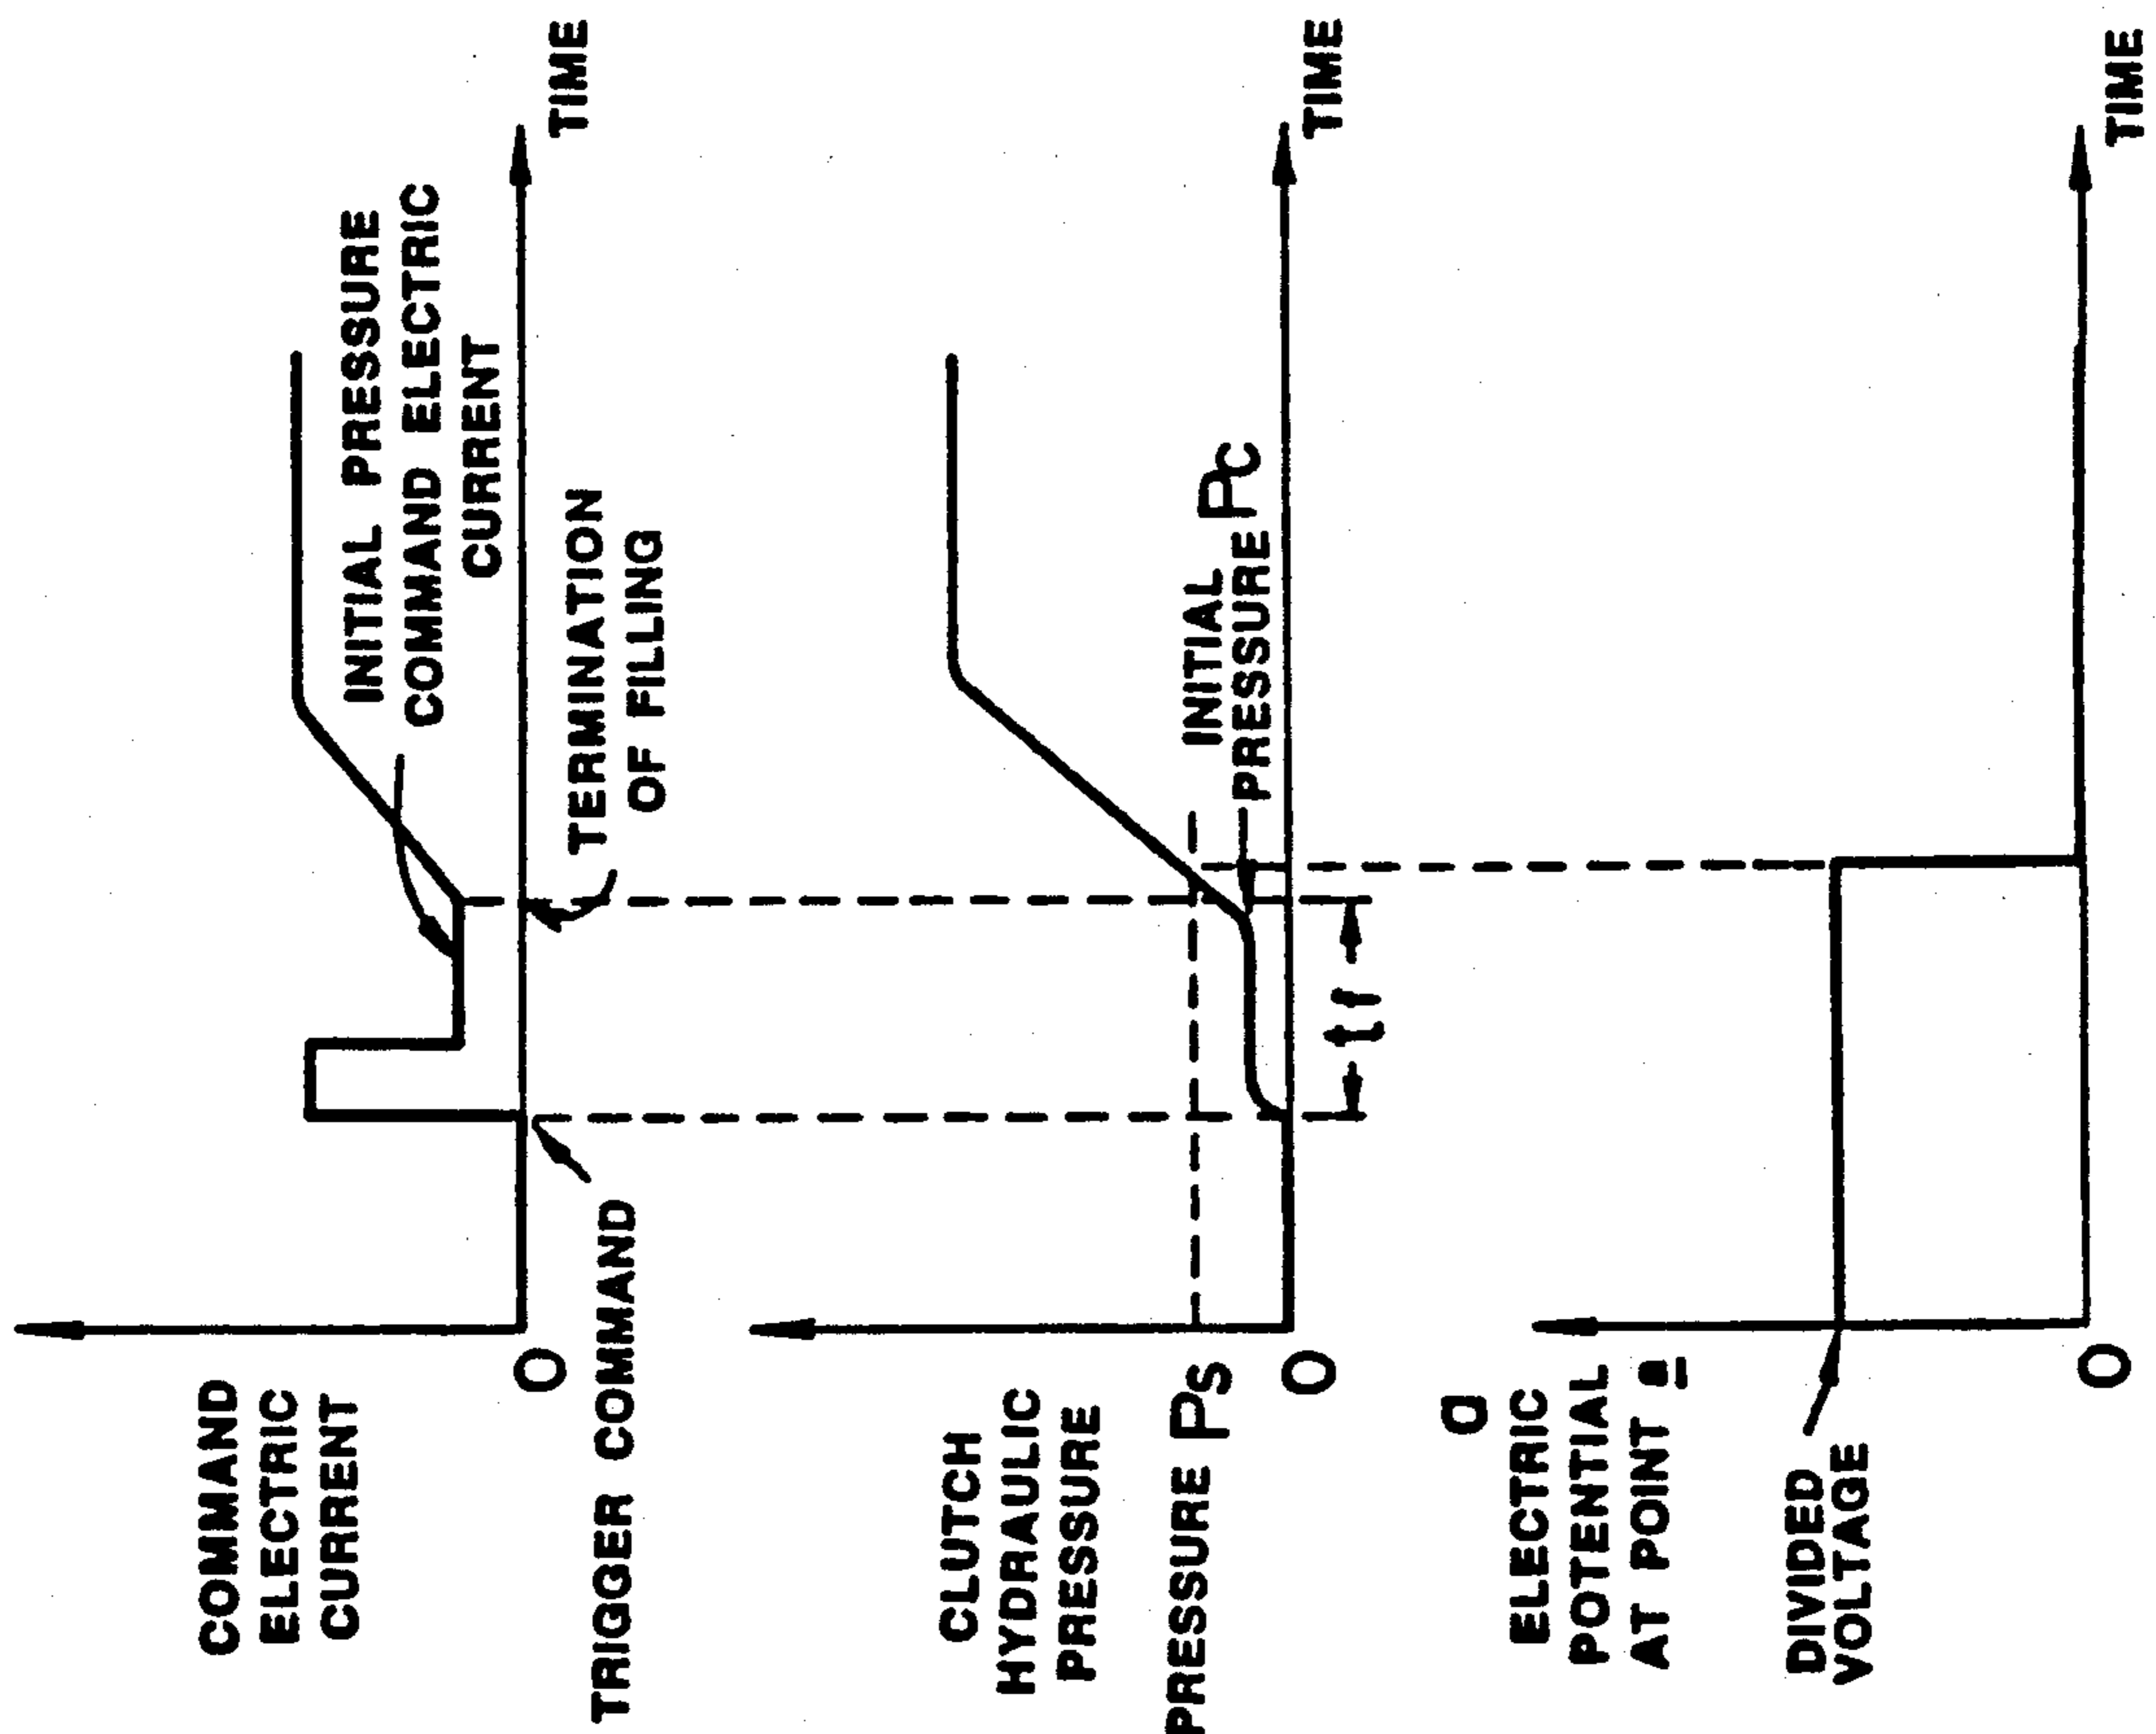 COMMAND
ELECTRIC
CURRENT
O
TIME
INITIAL PRESSURE
COMMAND ELECTRIC
CURRENT
TRIGGER COMMAND
TERMINATION
OF FILLING
CLUTCH
HYDRAULIC
PRESSURE
PRESSURE Ps
O
TIME
INITIAL
PRESSURE Pc
tf
a
ELECTRIC
POTENTIAL
AT POINT a
DIVIDED
VOLTAGE
O
TIME